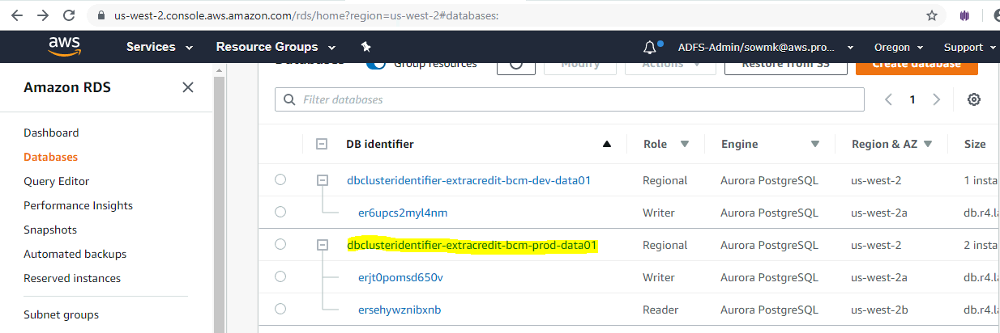 us-west-2.console.aws.amazon.com/rds/home?region=us-west-2#databases:
aws Services Resource Groups ADFS-Admin/sowmk@aws.pro... Oregon Support
Amazon RDS
Dashboard
Databases
Query Editor
Performance Insights
Snapshots
Automated backups
Reserved instances
Subnet groups
Databases Group resources Modify Actions Restore from S3 Create database
Filter databases 1
DB identifier Role Engine Region & AZ Size
dbclusteridentifier-extracredit-bcm-dev-data01 Regional Aurora PostgreSQL us-west-2 1 insta
er6upcs2myl4nm Writer Aurora PostgreSQL us-west-2a db.r4.la
dbclusteridentifier-extracredit-bcm-prod-data01 Regional Aurora PostgreSQL us-west-2 2 insta
erjt0pomsd650v Writer Aurora PostgreSQL us-west-2a db.r4.la
ersehywznibxnb Reader Aurora PostgreSQL us-west-2b db.r4.la